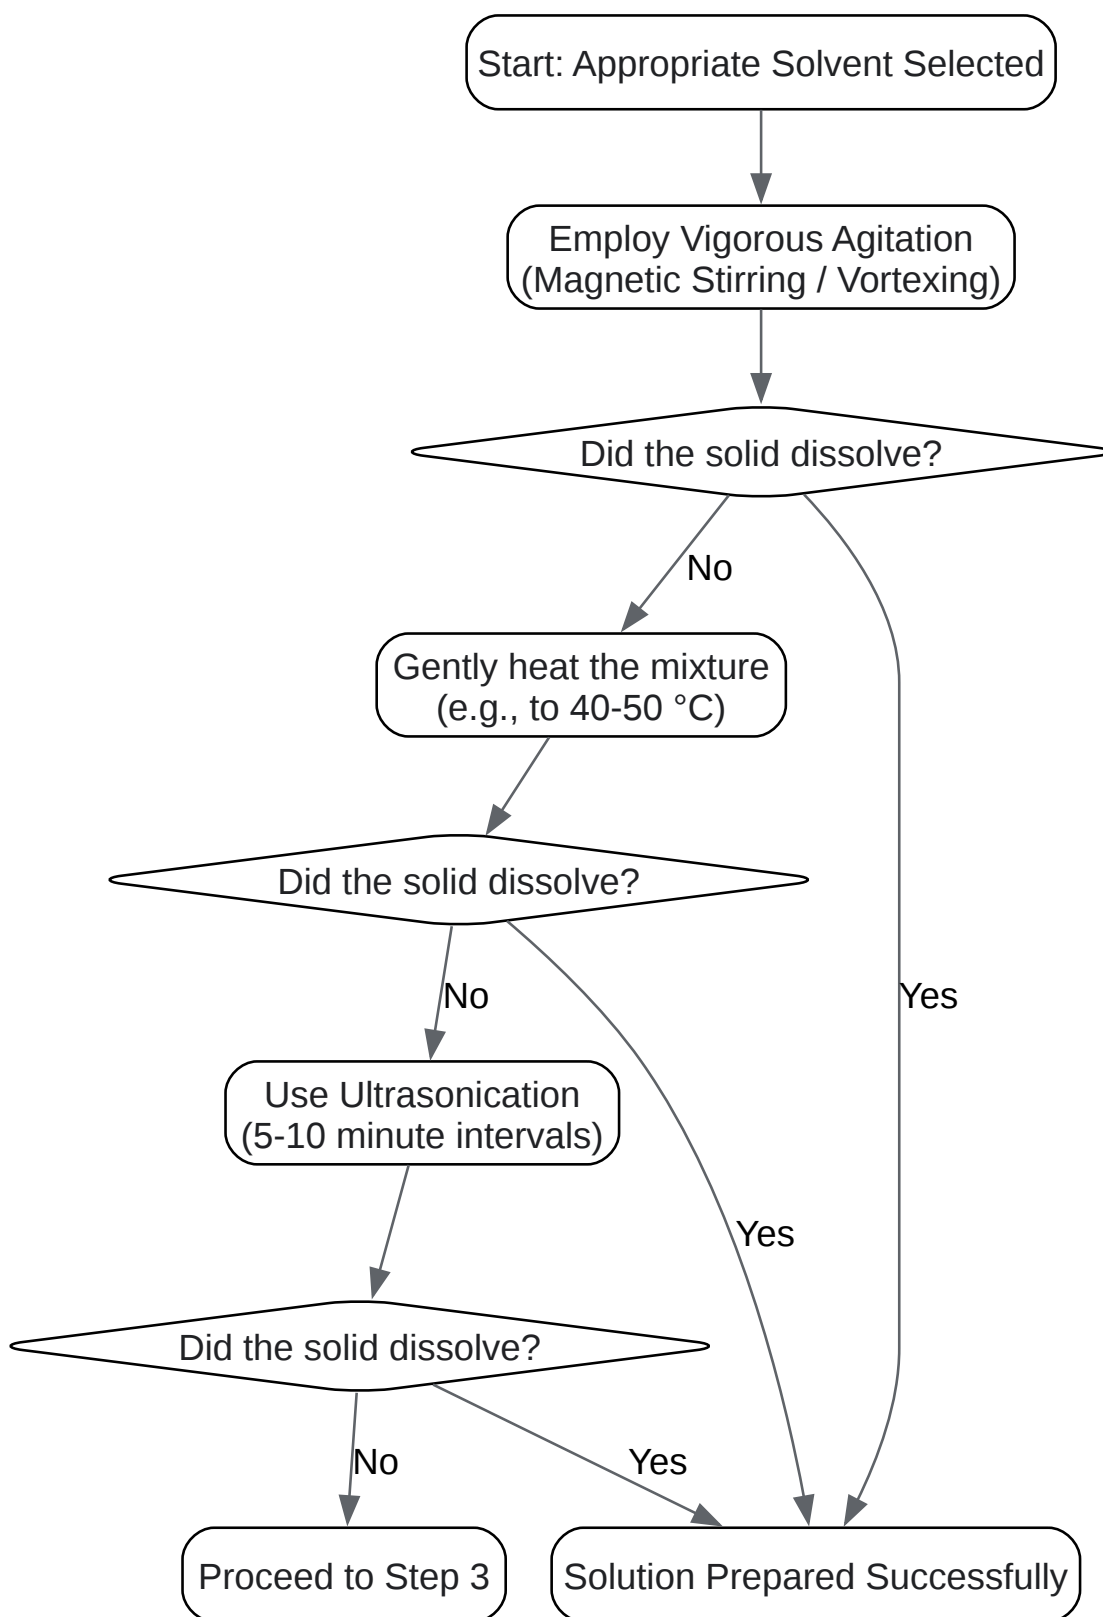 Start: Appropriate Solvent Selected
Employ Vigorous Agitation
(Magnetic Stirring / Vortexing)
Did the solid dissolve?
No
Gently heat the mixture
(e.g., to 40-50 °C)
Did the solid dissolve?
No
Yes
Use Ultrasonication
(5-10 minute intervals)
Yes
Did the solid dissolve?
No
Yes
Proceed to Step 3
Solution Prepared Successfully